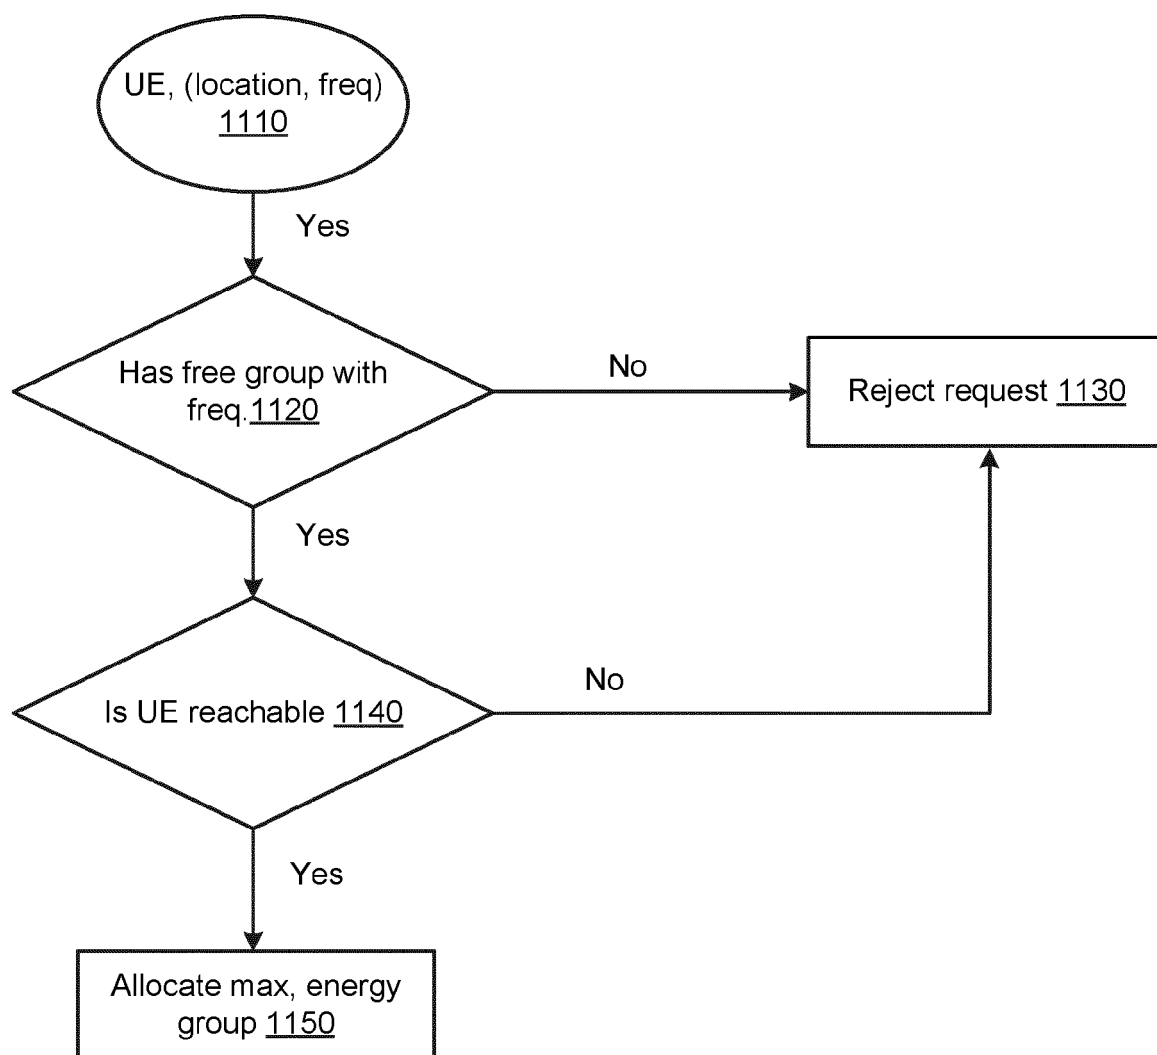 UE, (location, freq)
1110
Yes
Has free group with
freq.1120
No
Reject request 1130
Yes
Is UE reachable 1140
No
Yes
Allocate max, energy
group 1150